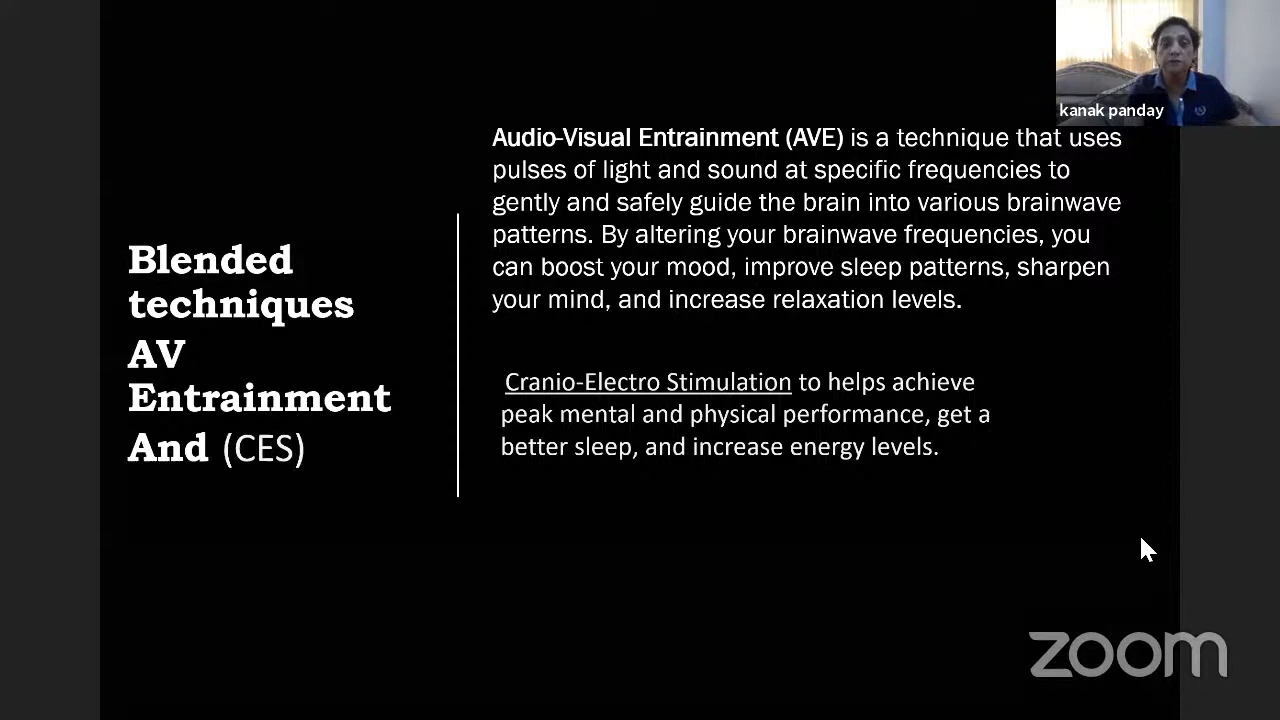 kanak panday
Blended
techniques
AV
Entrainment
And (CES)
Audio-Visual Entrainment (AVE) is a technique that uses
pulses of light and sound at specific frequencies to
gently and safely guide the brain into various brainwave
patterns. By altering your brainwave frequencies, you
can boost your mood, improve sleep patterns, sharpen
your mind, and increase relaxation levels.
Cranio-Electro Stimulation to helps achieve
peak mental and physical performance, get a
better sleep, and increase energy levels.
zoom